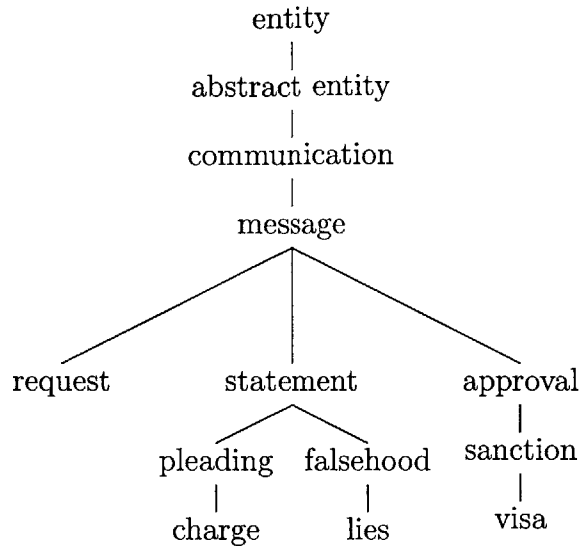 entity
abstract entity
communication
message
request statement approval
pleading falsehood sanction
charge lies visa